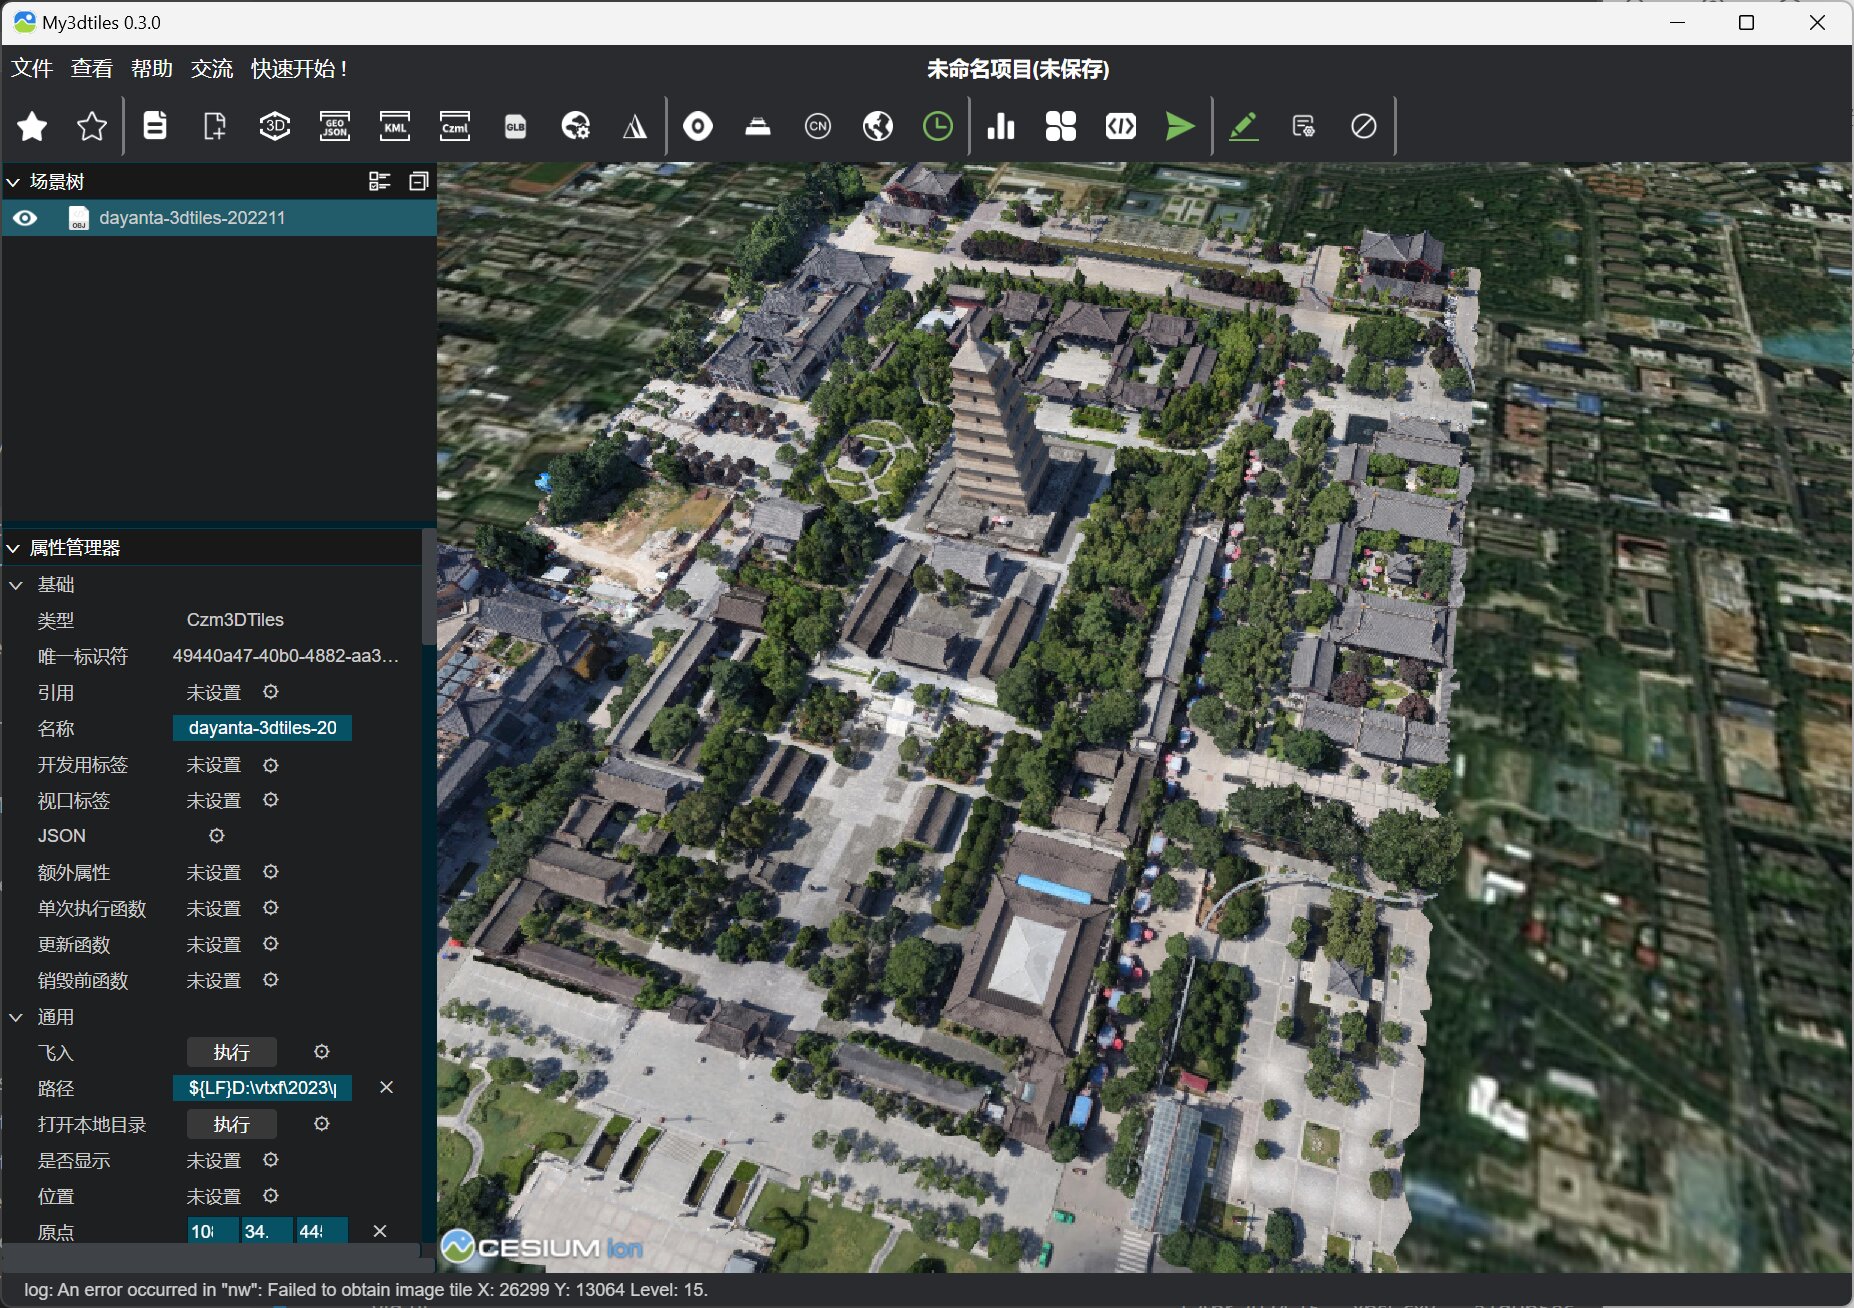 My3dtiles 0.3.0
文件 查看 帮助 交流 快速开始！ 未命名项目(未保存)
3D GEO JSON KML Czml GLB CN
场景树
OBJ dayanta-3dtiles-202211
属性管理器
基础
类型 Czm3DTiles
唯一标识符 49440a47-40b0-4882-aa3...
引用 未设置
名称 dayanta-3dtiles-20
开发用标签 未设置
视口标签 未设置
JSON
额外属性 未设置
单次执行函数 未设置
更新函数 未设置
销毁前函数 未设置
通用
飞入 执行
路径 ${LF}D:\vtxf\2023\
打开本地目录 执行
是否显示 未设置
位置 未设置
原点 10 34. 44
CESIUM ion
log: An error occurred in "nw": Failed to obtain image tile X: 26299 Y: 13064 Level: 15.